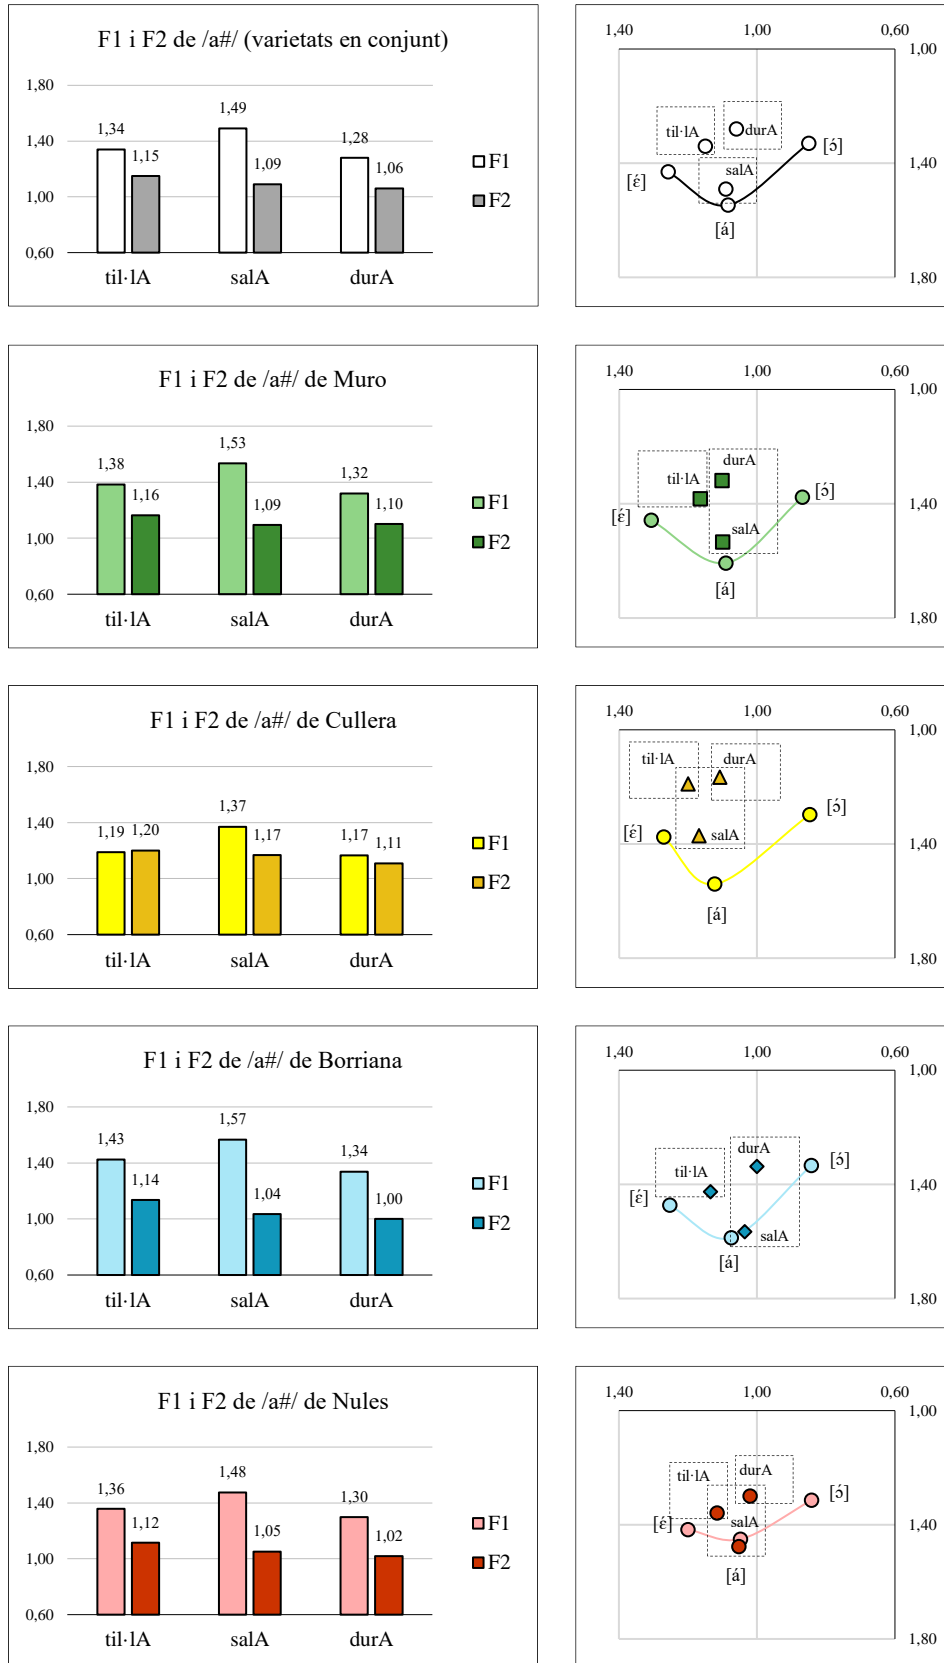 F1 i F2 de /a#/ (varietats en conjunt)
1,80
1,40
1,00
0,60
1,34
1,15
1,49
1,09
1,28
1,06
til·lA
salA
durA
F1
F2
1,40
1,00
0,60
1,00
1,40
1,80
til·lA
durA
salA
[ɛ́]
[á]
[ɔ́]
F1 i F2 de /a#/ de Muro
1,80
1,40
1,00
0,60
1,38
1,16
1,53
1,09
1,32
1,10
til·lA
salA
durA
F1
F2
1,40
1,00
0,60
1,00
1,40
1,80
durA
til·lA
salA
[ɛ́]
[á]
[ɔ́]
F1 i F2 de /a#/ de Cullera
1,80
1,40
1,00
0,60
1,19
1,20
1,37
1,17
1,17
1,11
til·lA
salA
durA
F1
F2
1,40
1,00
0,60
1,00
1,40
1,80
til·lA
durA
salA
[ɛ́]
[á]
[ɔ́]
F1 i F2 de /a#/ de Borriana
1,80
1,40
1,00
0,60
1,43
1,14
1,57
1,04
1,34
1,00
til·lA
salA
durA
F1
F2
1,40
1,00
0,60
1,00
1,40
1,80
durA
til·lA
salA
[ɛ́]
[á]
[ɔ́]
F1 i F2 de /a#/ de Nules
1,80
1,40
1,00
0,60
1,36
1,12
1,48
1,05
1,30
1,02
til·lA
salA
durA
F1
F2
1,40
1,00
0,60
1,00
1,40
1,80
til·lA
durA
salA
[ɛ́]
[á]
[ɔ́]